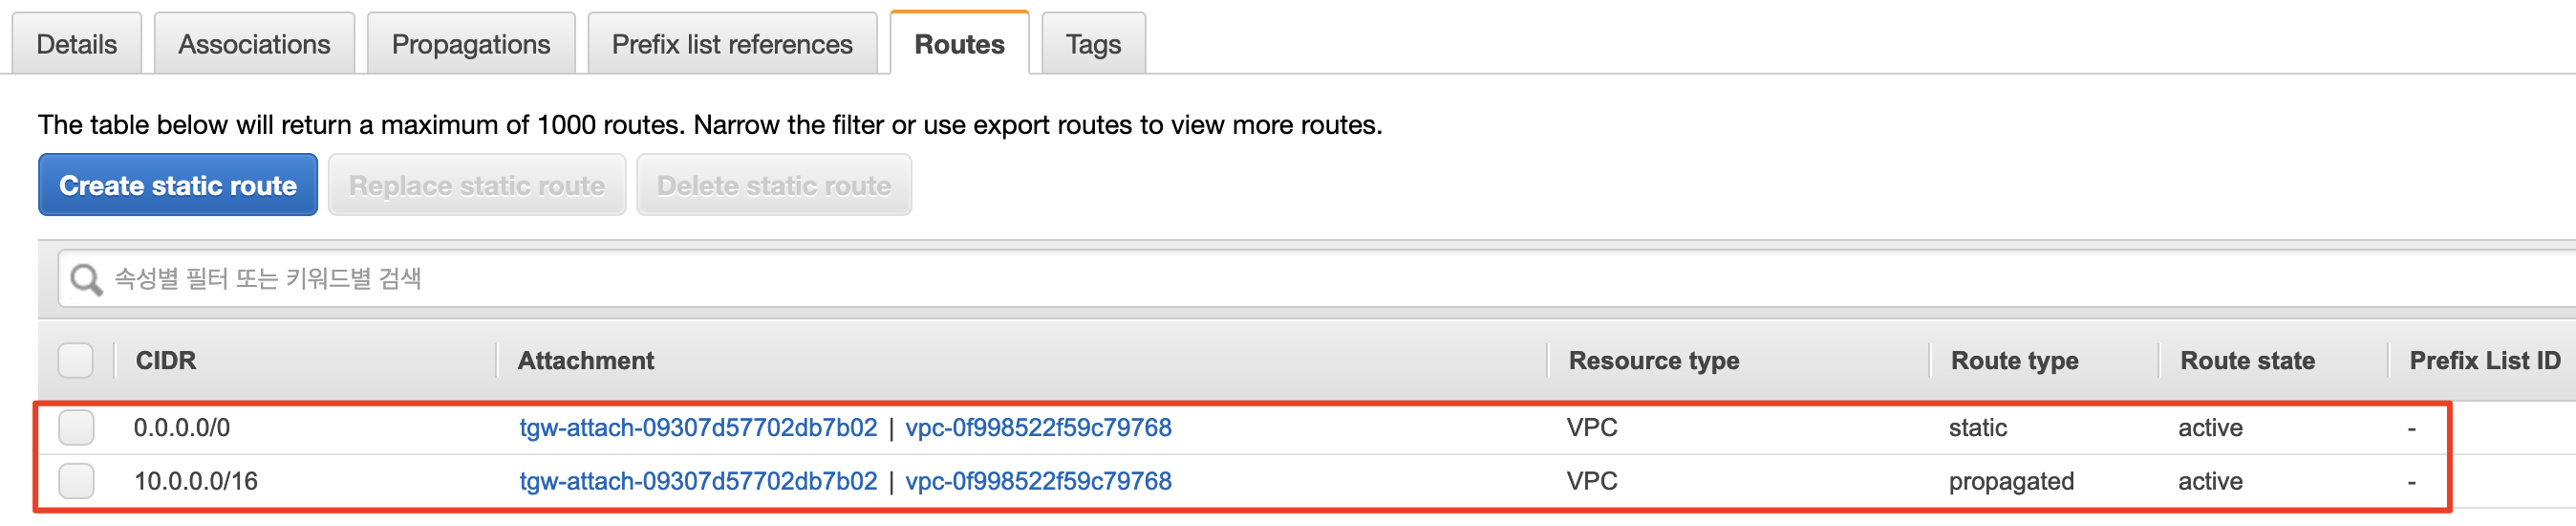 Details Associations Propagations Prefix list references Routes Tags
The table below will return a maximum of 1000 routes. Narrow the filter or use export routes to view more routes.
Create static route Replace static route Delete static route
속성별 필터 또는 키워드별 검색
CIDR Attachment Resource type Route type Route state Prefix List ID
0.0.0.0/0 tgw-attach-09307d57702db7b02 | vpc-0f998522f59c79768 VPC static active -
10.0.0.0/16 tgw-attach-09307d57702db7b02 | vpc-0f998522f59c79768 VPC propagated active -